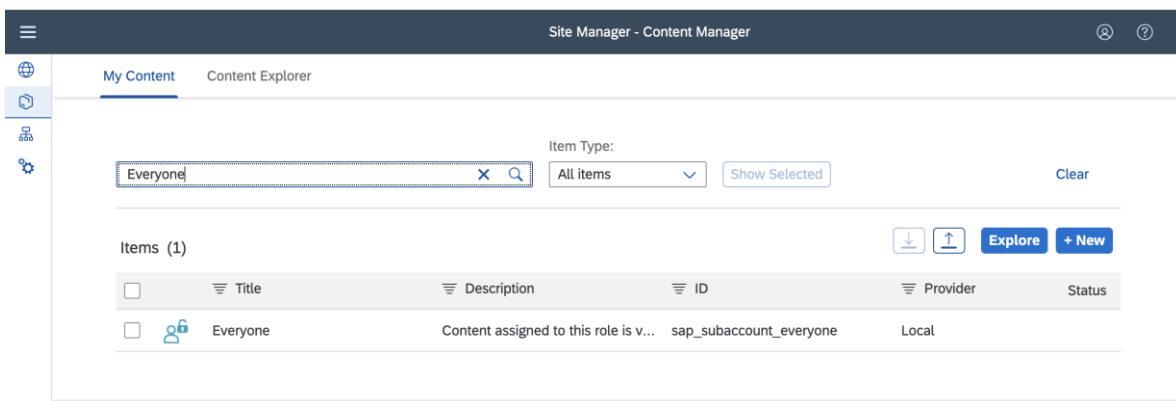 Site Manager - Content Manager
My Content Content Explorer
Item Type:
Everyone All items Show Selected Clear
Items (1) Explore + New
Title Description ID Provider Status
Everyone Content assigned to this role is v... sap_subaccount_everyone Local